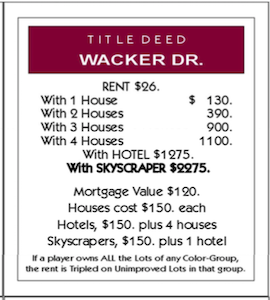 TITLE DEED
WACKER DR.
RENT $26.
With 1 House $ 130.
With 2 Houses 390.
With 3 Houses 900.
With 4 Houses 1100.
With HOTEL $1275.
With SKYSCRAPER $2275.
Mortgage Value $120.
Houses cost $150. each
Hotels, $150. plus 4 houses
Skyscrapers, $150. plus 1 hotel
If a player owns ALL the Lots of any Color-Group,
the rent is Tripled on Unimproved Lots in that group.